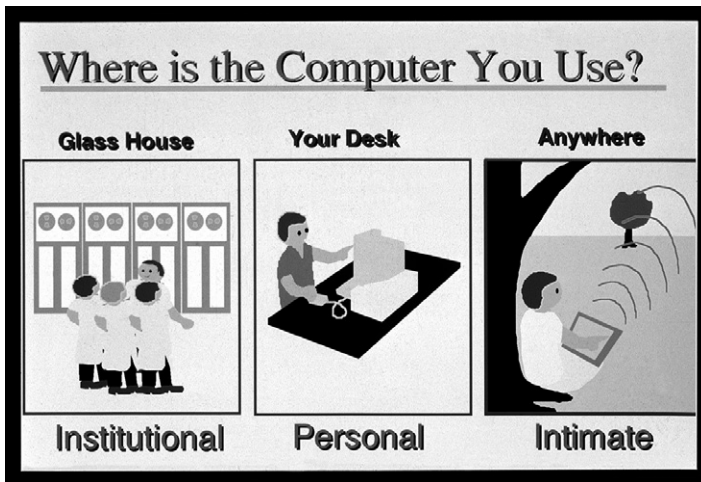 Where is the Computer You Use?
Glass House
Your Desk
Anywhere
Institutional
Personal
Intimate